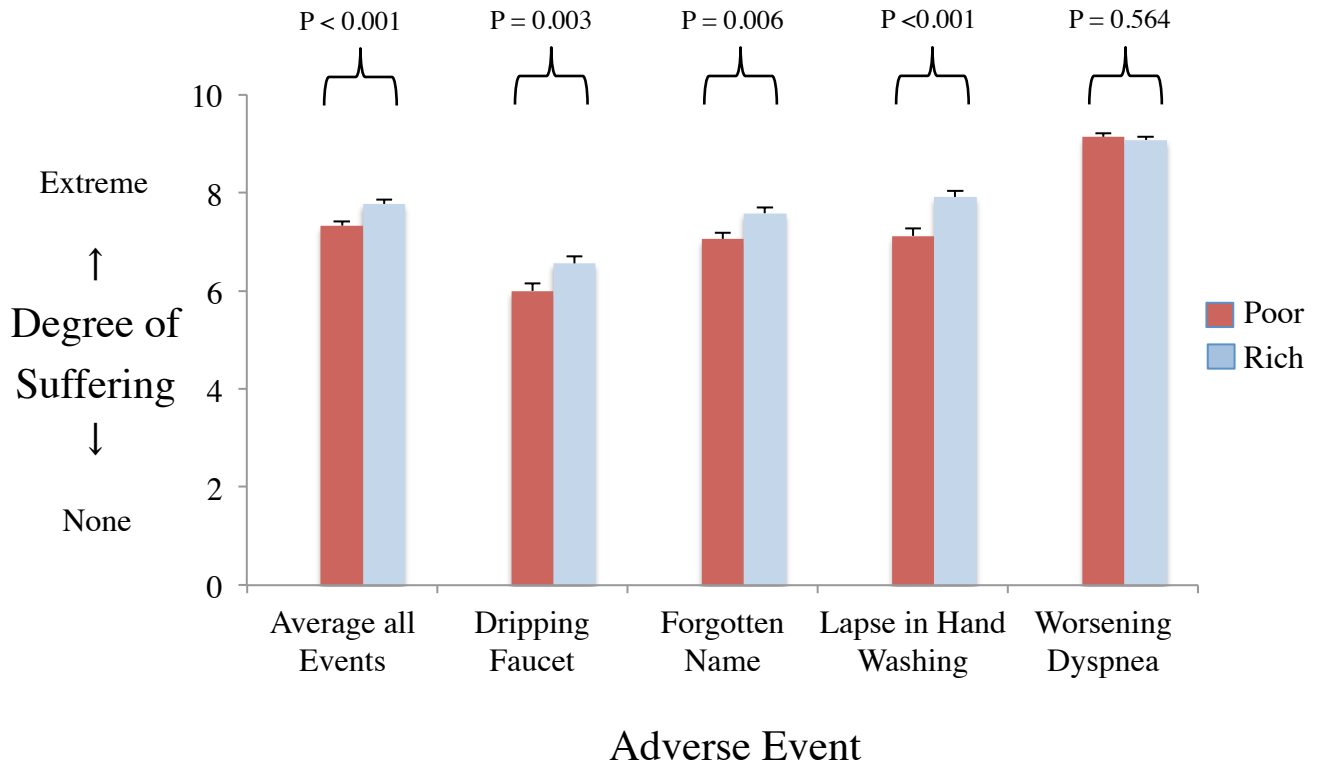 P < 0.001 P = 0.003 P = 0.006 P <0.001 P = 0.564
10
8
6
4
2
0
Extreme
↑
Degree of
Suffering
↓
None
Poor
Rich
Average all
Events
Dripping
Faucet
Forgotten
Name
Lapse in Hand
Washing
Worsening
Dyspnea
Adverse Event